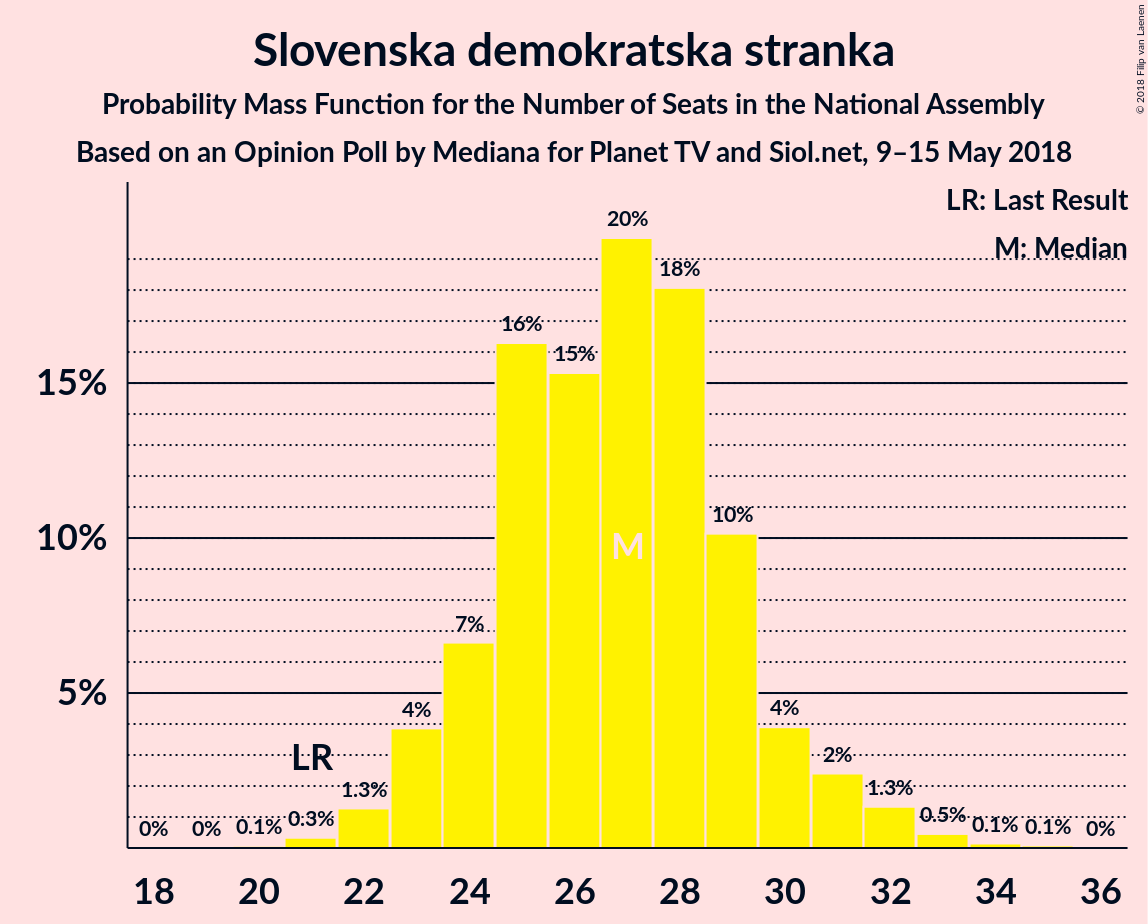 Slovenska demokratska stranka
Probability Mass Function for the Number of Seats in the National Assembly
Based on an Opinion Poll by Mediana for Planet TV and Siol.net, 9–15 May 2018
© 2018 Filip van Laenen
LR: Last Result
M: Median
20%
18%
16%
15%
15%
10%
10%
M
7%
5%
4%
4%
LR
2%
1.3%
1.3%
0.3%
0.5%
0%
0%
0.1%
0.1%
0.1%
0%
18 20 22 24 26 28 30 32 34 36